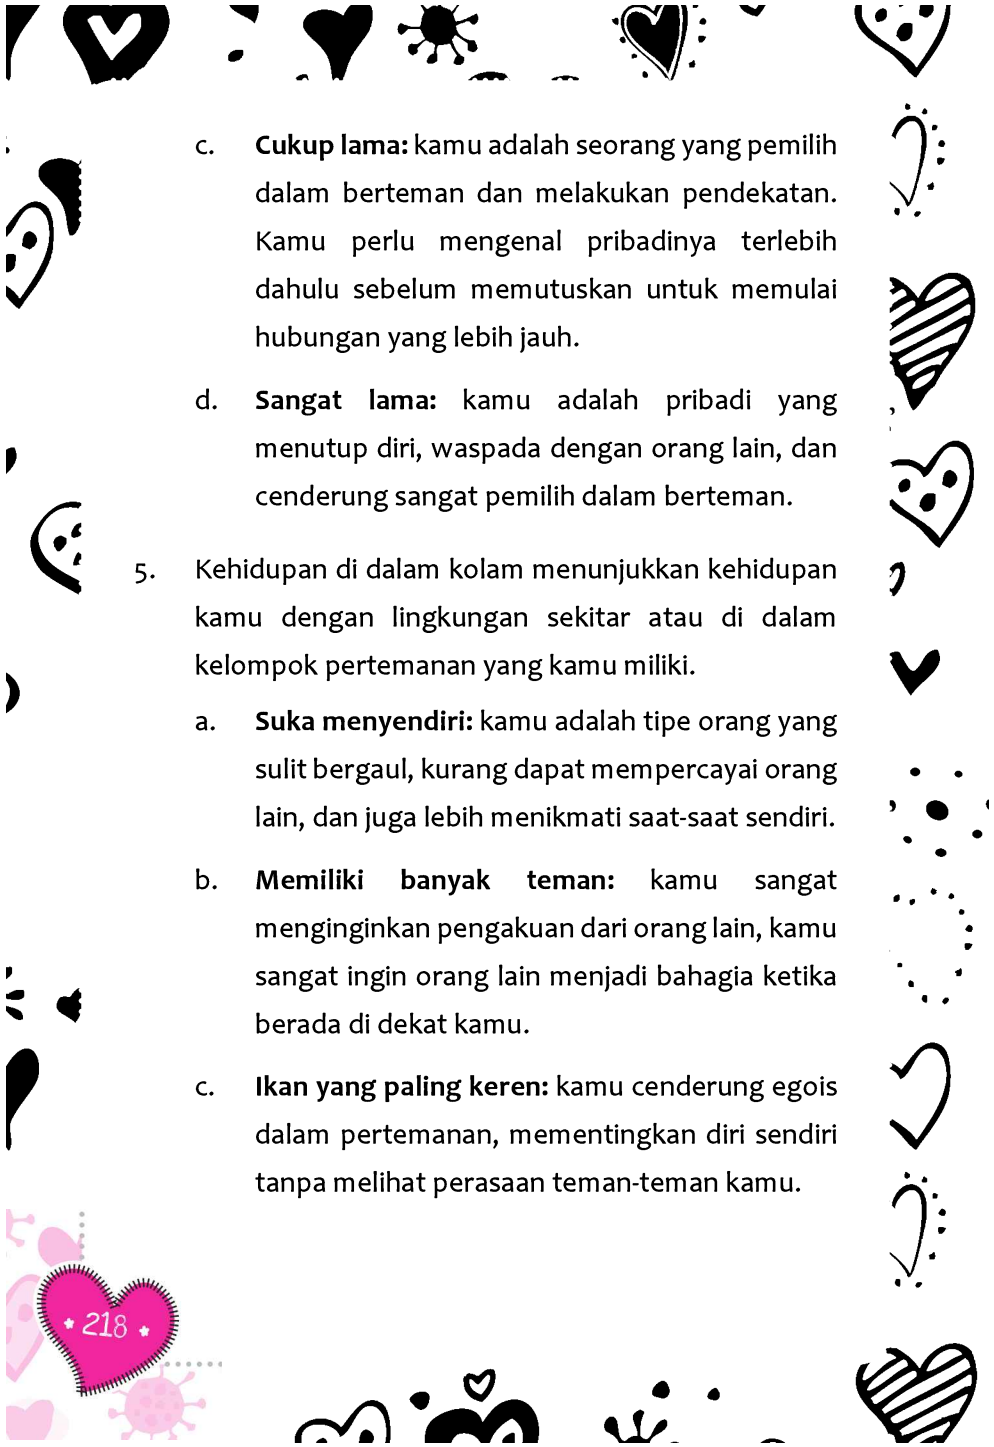 c. Cukup lama: kamu adalah seorang yang pemilih
dalam berteman dan melakukan pendekatan.
Kamu perlu mengenal pribadinya terlebih
dahulu sebelum memutuskan untuk memulai
hubungan yang lebih jauh.
d. Sangat lama: kamu adalah pribadi yang
menutup diri, waspada dengan orang lain, dan
cenderung sangat pemilih dalam berteman.
5. Kehidupan di dalam kolam menunjukkan kehidupan
kamu dengan lingkungan sekitar atau di dalam
kelompok pertemanan yang kamu miliki.
a. Suka menyendiri: kamu adalah tipe orang yang
sulit bergaul, kurang dapat mempercayai orang
lain, dan juga lebih menikmati saat-saat sendiri.
b. Memiliki banyak teman: kamu sangat
menginginkan pengakuan dari orang lain, kamu
sangat ingin orang lain menjadi bahagia ketika
berada di dekat kamu.
c. Ikan yang paling keren: kamu cenderung egois
dalam pertemanan, mementingkan diri sendiri
tanpa melihat perasaan teman-teman kamu.
218